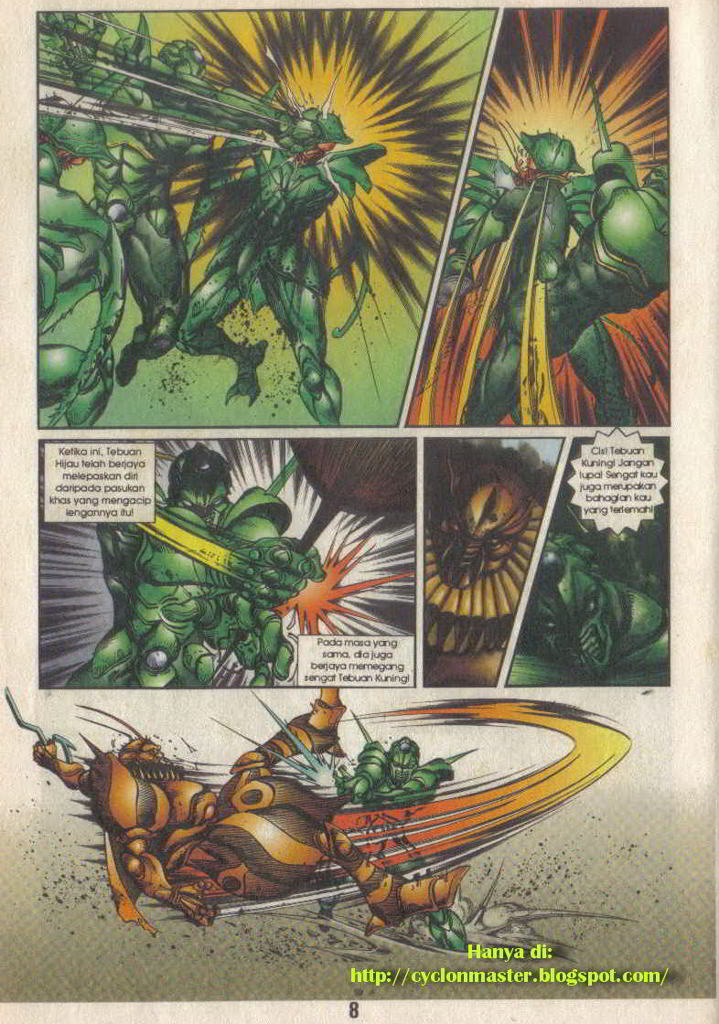 Ketika ini, Tebuan
Hijau telah berjaya
melepaskan diri
daripada pasukan
khas yang mengacip
lengannya itu!
Pada masa yang
sama, dia juga
berjaya memegang
sengat Tebuan Kuning!
Cis! Tebuan
Kuning! Jangan
lupa! Sengat kau
juga merupakan
bahagian kau
yang terlemah!
Hanya di:
http://cyclonmaster.blogspot.com/
8